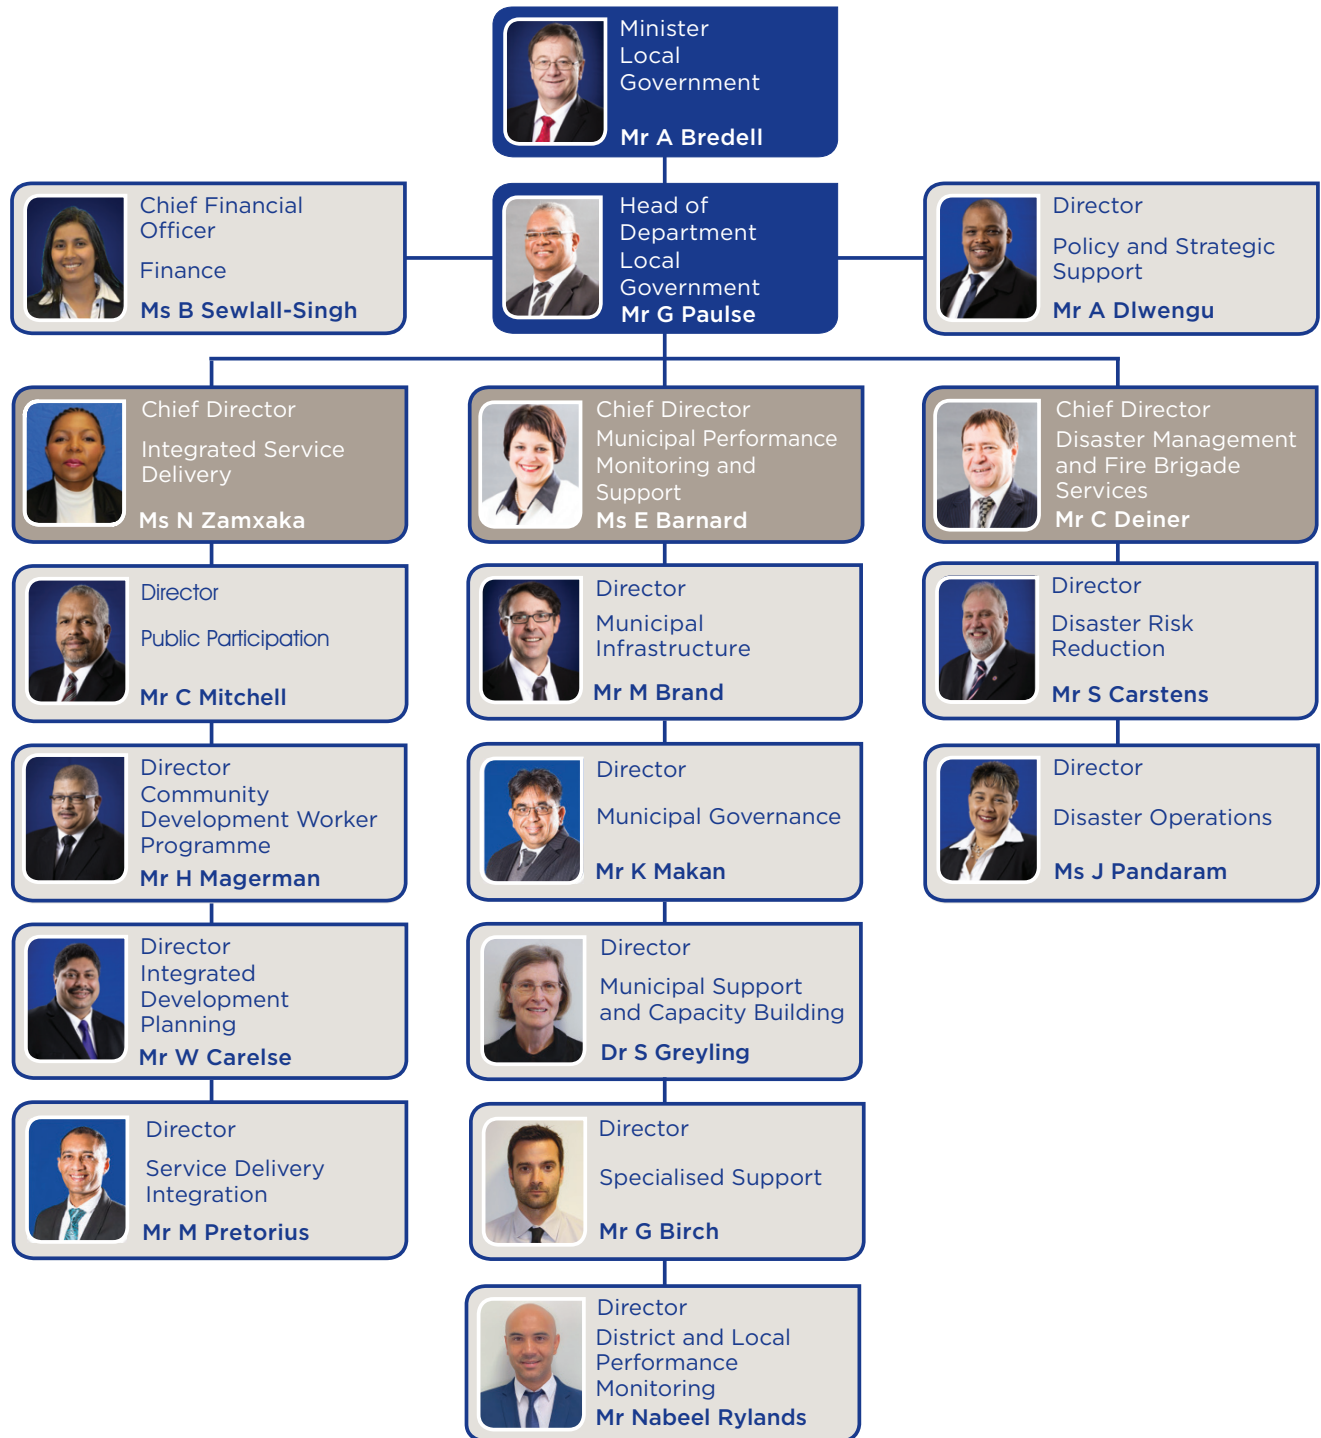 Minister
Local
Government
Mr A Bredell
Chief Financial
Officer
Finance
Ms B Sewlall-Singh
Head of
Department
Local
Government
Mr G Paulse
Director
Policy and Strategic
Support
Mr A Dlwengu
Chief Director
Integrated Service
Delivery
Ms N Zamxaka
Chief Director
Municipal Performance
Monitoring and
Support
Ms E Barnard
Chief Director
Disaster Management
and Fire Brigade
Services
Mr C Deiner
Director
Public Participation
Mr C Mitchell
Director
Municipal
Infrastructure
Mr M Brand
Director
Disaster Risk
Reduction
Mr S Carstens
Director
Community
Development Worker
Programme
Mr H Magerman
Director
Municipal Governance
Mr K Makan
Director
Disaster Operations
Ms J Pandaram
Director
Integrated
Development
Planning
Mr W Carelse
Director
Municipal Support
and Capacity Building
Dr S Greyling
Director
Service Delivery
Integration
Mr M Pretorius
Director
Specialised Support
Mr G Birch
Director
District and Local
Performance
Monitoring
Mr Nabeel Rylands